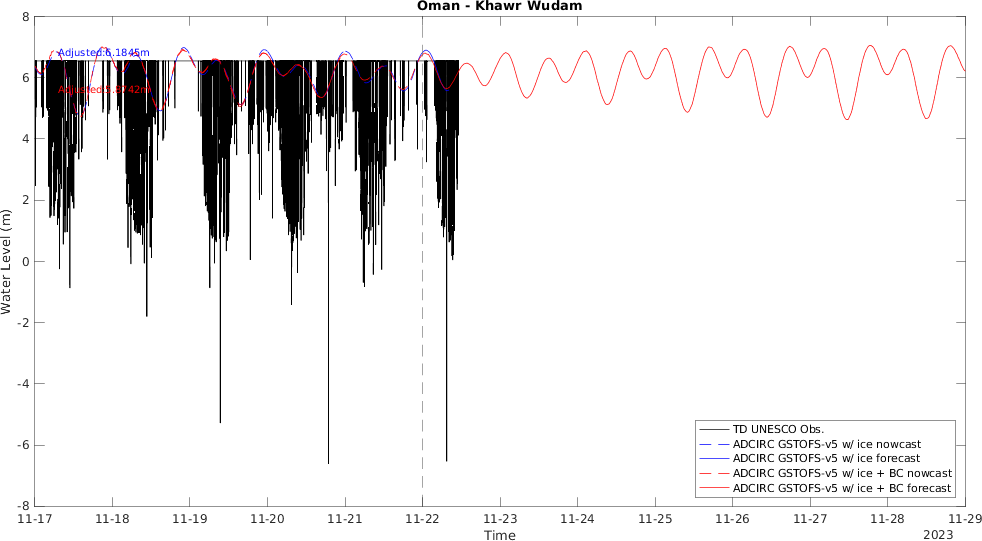 Oman - Khawr Wudam
Water Level (m)
8
6
4
2
0
-2
-4
-6
-8
Adjusted:6.1845m
TD UNESCO Obs.
ADCIRC GSTOFS-v5 w/ ice nowcast
ADCIRC GSTOFS-v5 w/ ice forecast
ADCIRC GSTOFS-v5 w/ ice + BC nowcast
ADCIRC GSTOFS-v5 w/ ice + BC forecast
11-17 11-18 11-19 11-20 11-21 11-22 11-23 11-24 11-25 11-26 11-27 11-28 11-29
Time
2023